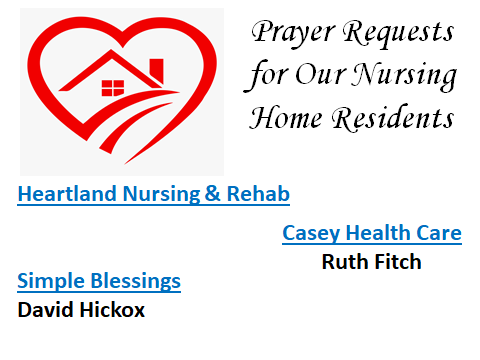 Prayer Requests
for Our Nursing
Home Residents
Heartland Nursing & Rehab
Casey Health Care
Ruth Fitch
Simple Blessings
David Hickox